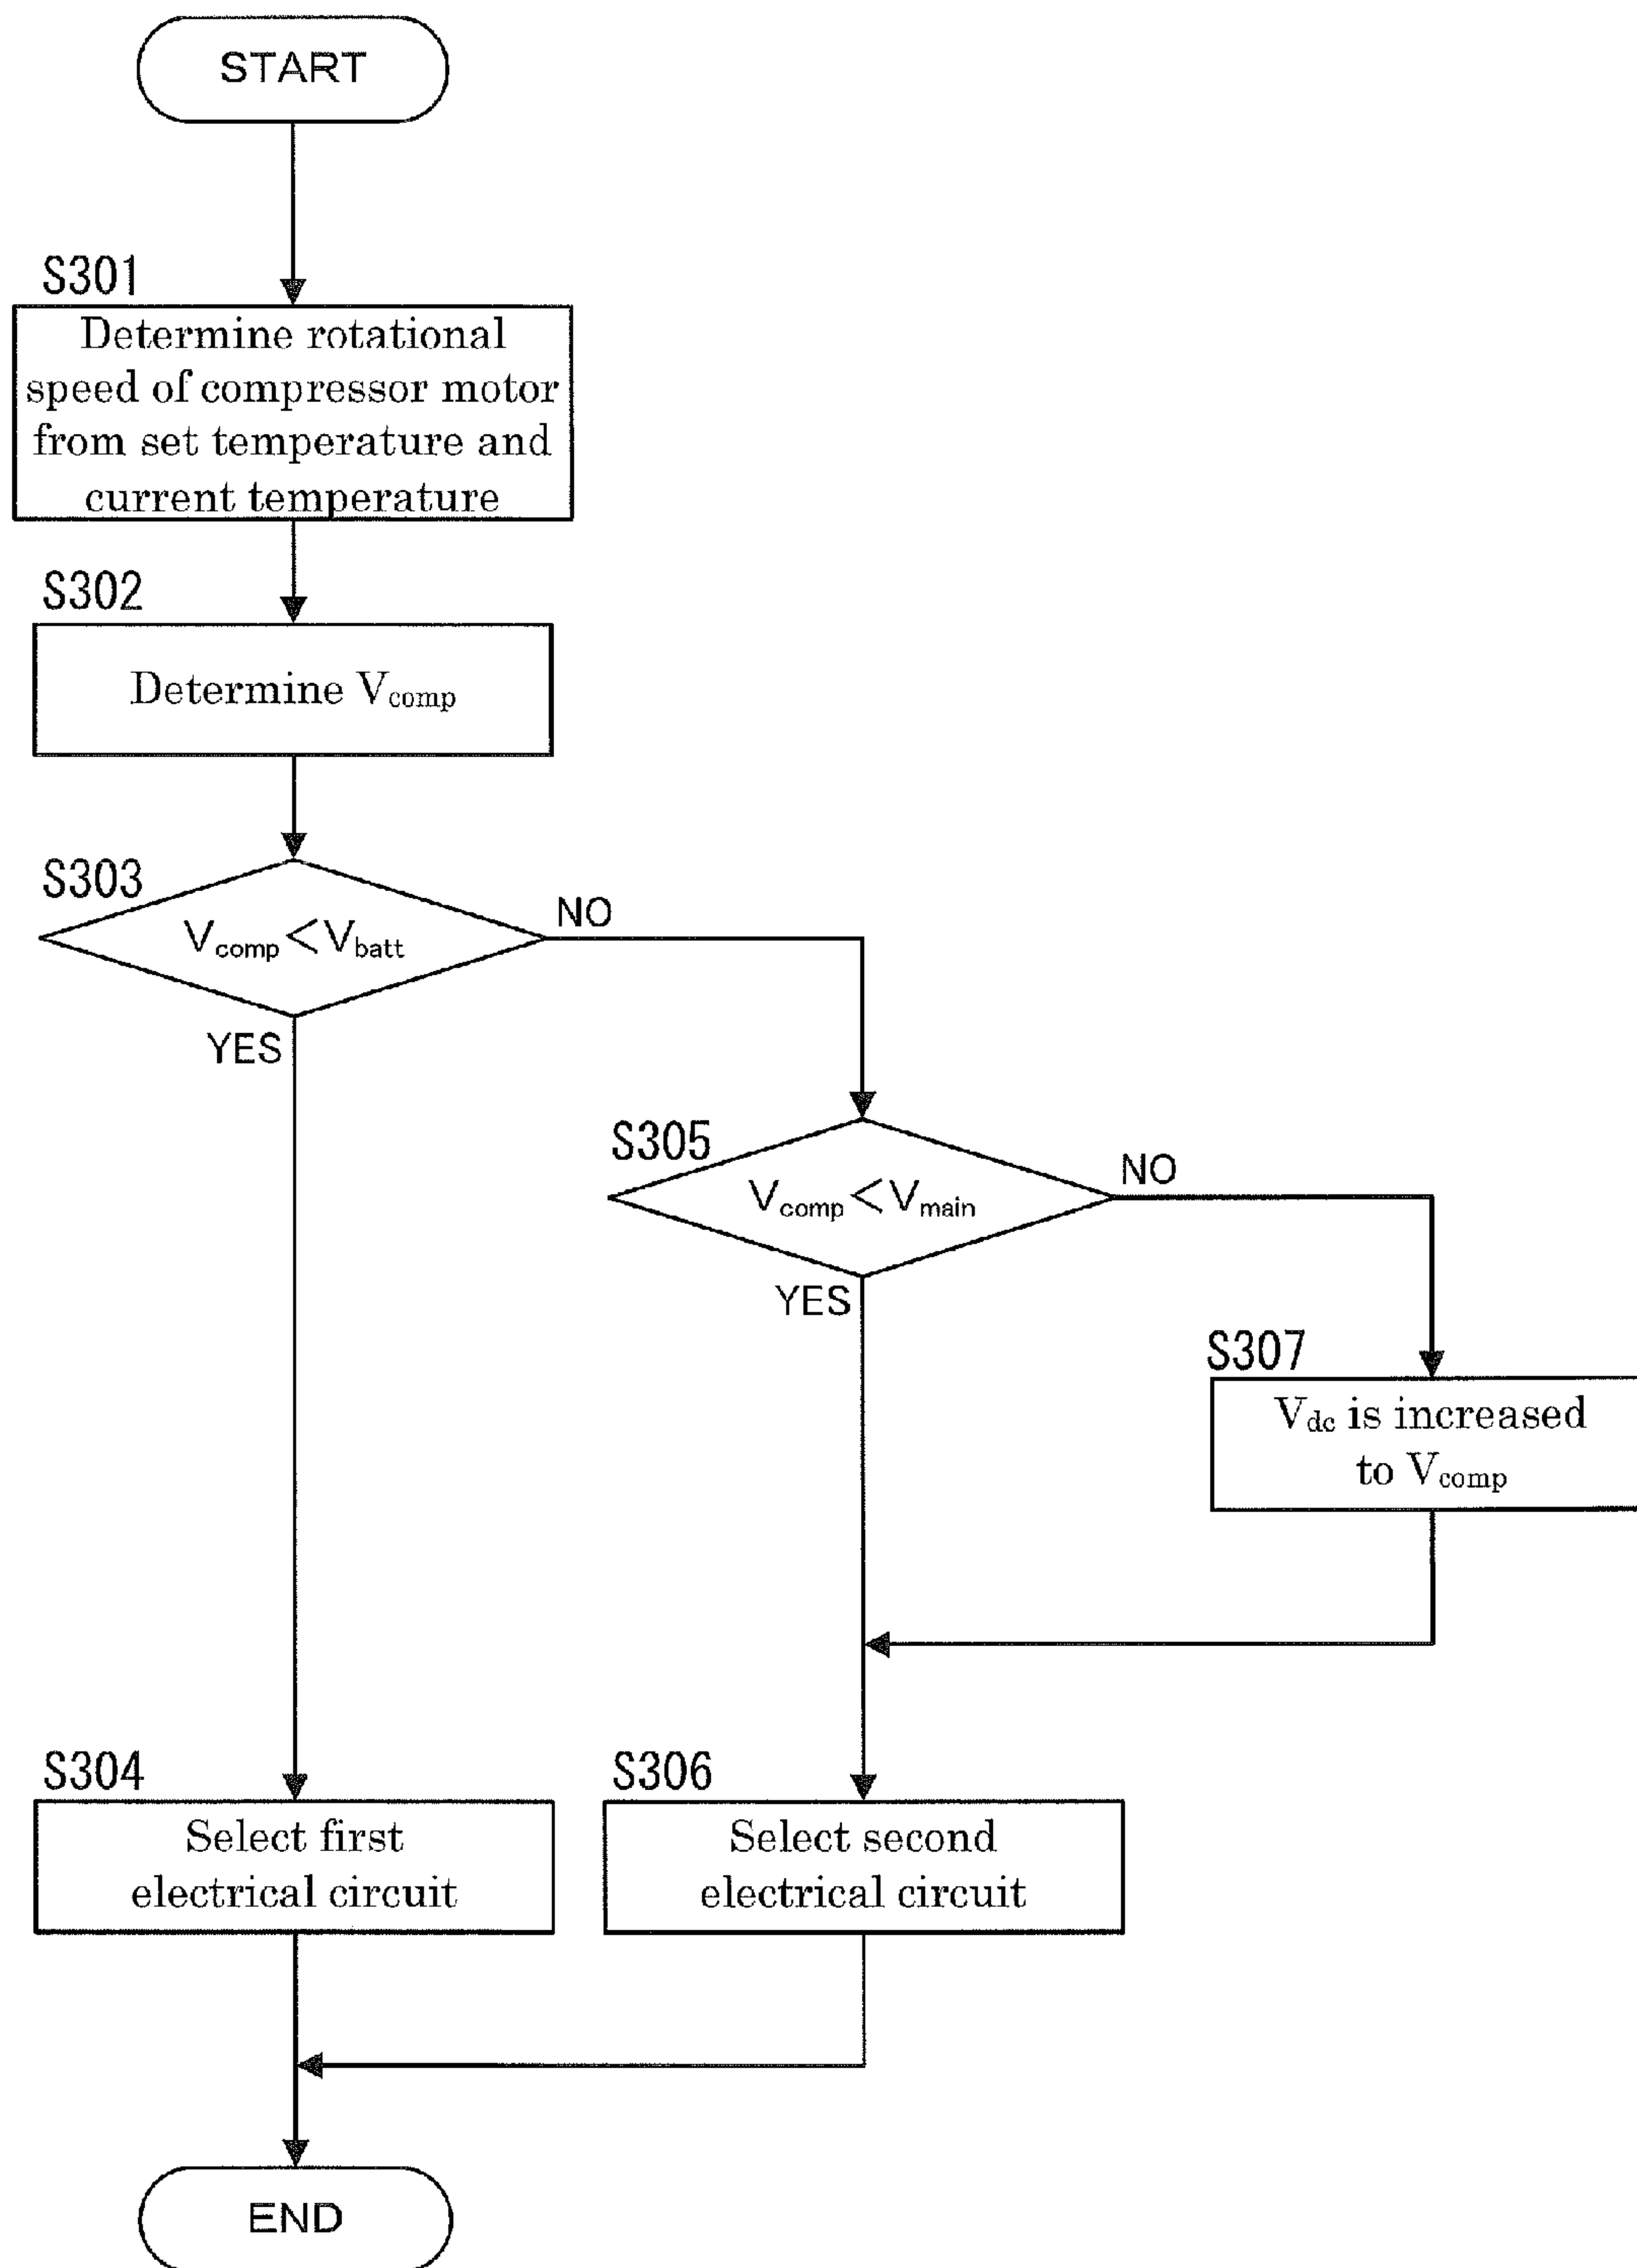 START
S301
Determine rotational
speed of compressor motor
from set temperature and
current temperature
S302
Determine Vcomp
S303
Vcomp<Vbatt
NO
YES
S305
Vcomp<Vmain
NO
YES
S307
Vdc is increased
to Vcomp
S304
Select first
electrical circuit
S306
Select second
electrical circuit
END